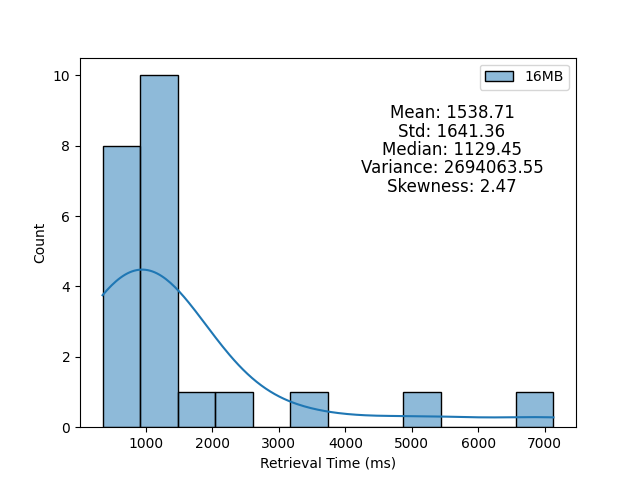 16MB
Mean: 1538.71
Std: 1641.36
Median: 1129.45
Variance: 2694063.55
Skewness: 2.47
Count
10
8
6
4
2
0
1000 2000 3000 4000 5000 6000 7000
Retrieval Time (ms)